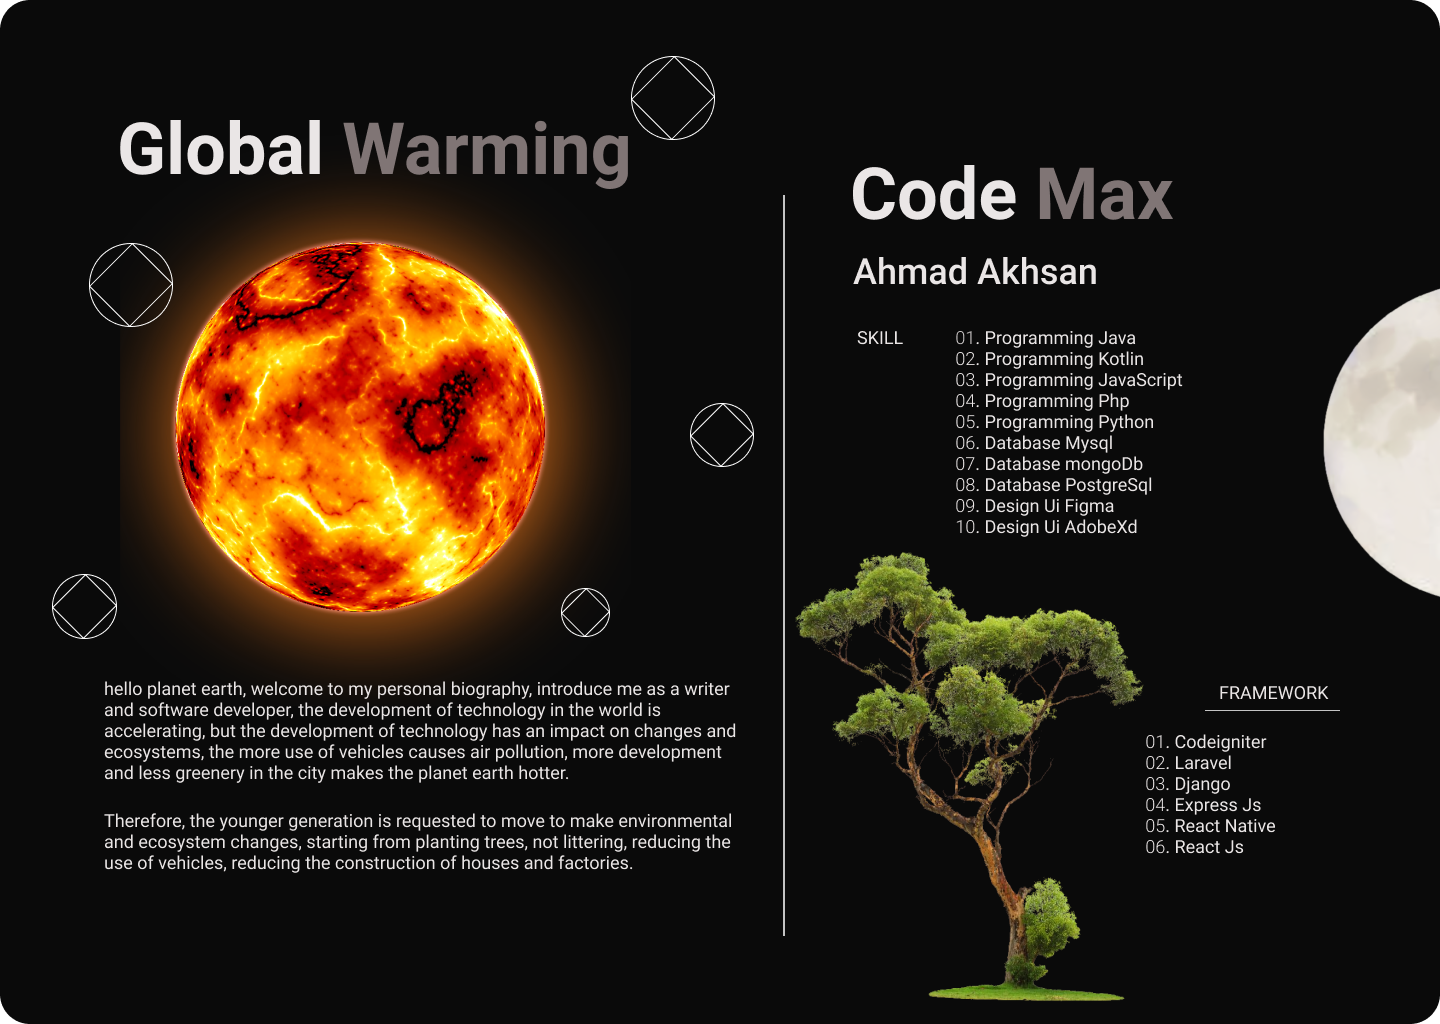 Global Warming
hello planet earth, welcome to my personal biography, introduce me as a writer
and software developer, the development of technology in the world is
accelerating, but the development of technology has an impact on changes and
ecosystems, the more use of vehicles causes air pollution, more development
and less greenery in the city makes the planet earth hotter.
Therefore, the younger generation is requested to move to make environmental
and ecosystem changes, starting from planting trees, not littering, reducing the
use of vehicles, reducing the construction of houses and factories.
Code Max
Ahmad Akhsan
SKILL
01. Programming Java
02. Programming Kotlin
03. Programming JavaScript
04. Programming Php
05. Programming Python
06. Database Mysql
07. Database mongoDb
08. Database PostgreSql
09. Design Ui Figma
10. Design Ui AdobeXd
FRAMEWORK
01. Codeigniter
02. Laravel
03. Django
04. Express Js
05. React Native
06. React Js